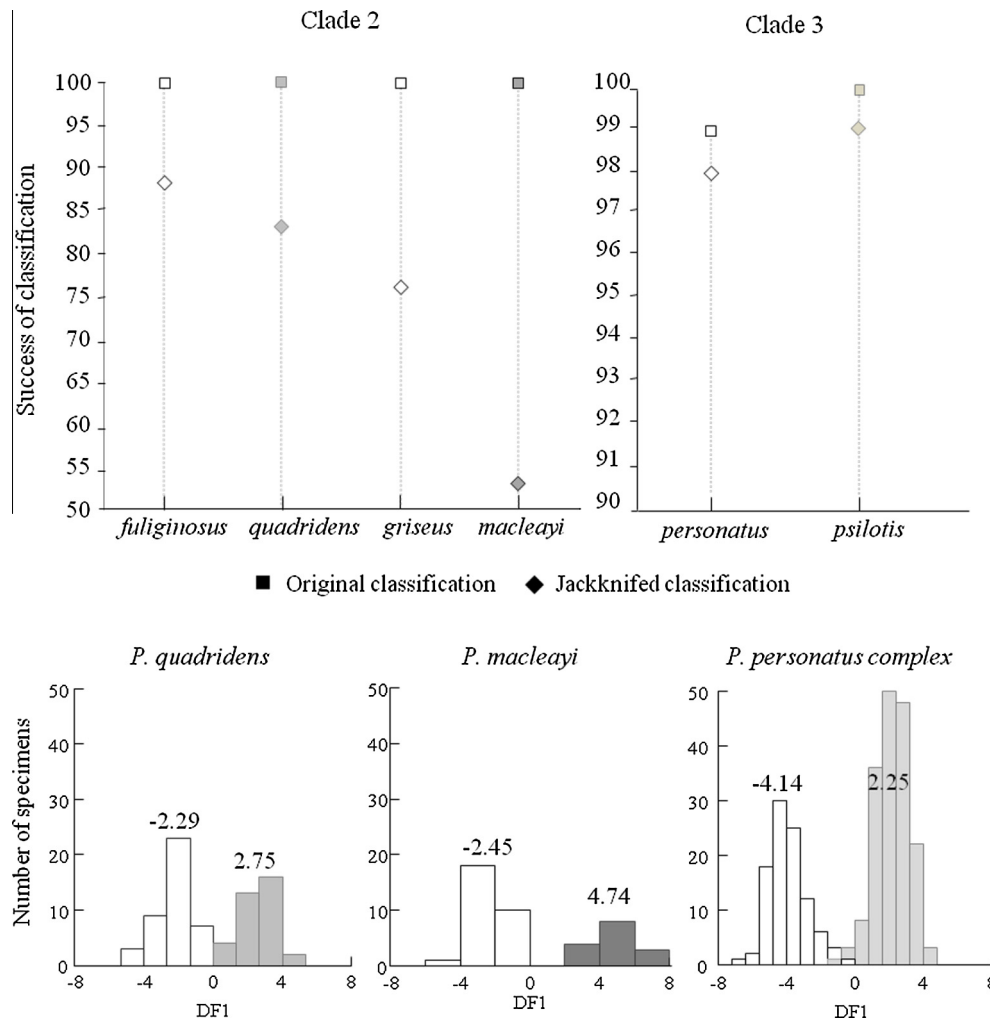 Clade 2
Clade 3
Success of classification
100
95
90
85
80
75
70
65
60
55
50
fuliginosus quadridens griseus macleayi
100
99
98
97
96
95
94
93
92
91
90
personatus psilotis
Original classification Jackknifed classification
P. quadridens
P. macleayi
P. personatus complex
Number of specimens
50
40
30
20
10
0
-2.29
2.75
-8 -4 0 4 8
DF1
50
40
30
20
10
0
-2.45
4.74
-8 -4 0 4 8
DF1
50
40
30
20
10
0
-4.14
2.25
-8 -4 0 4 8
DF1